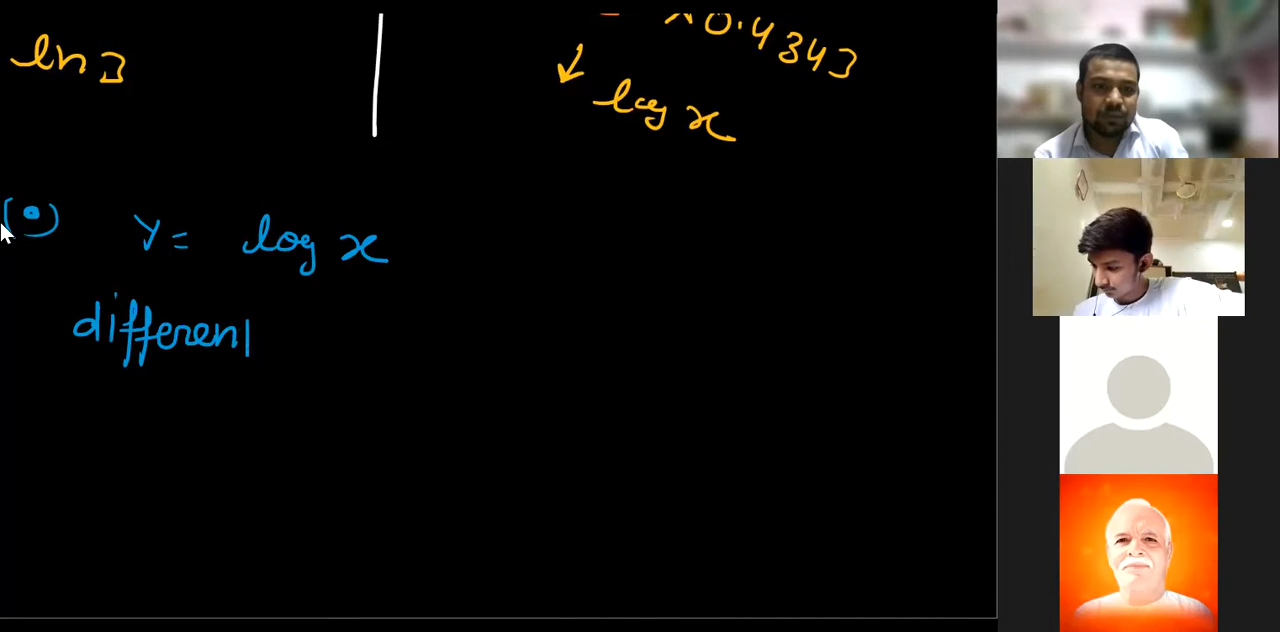 ln 3
× 0.4343
log x
(•) y = log x
differen